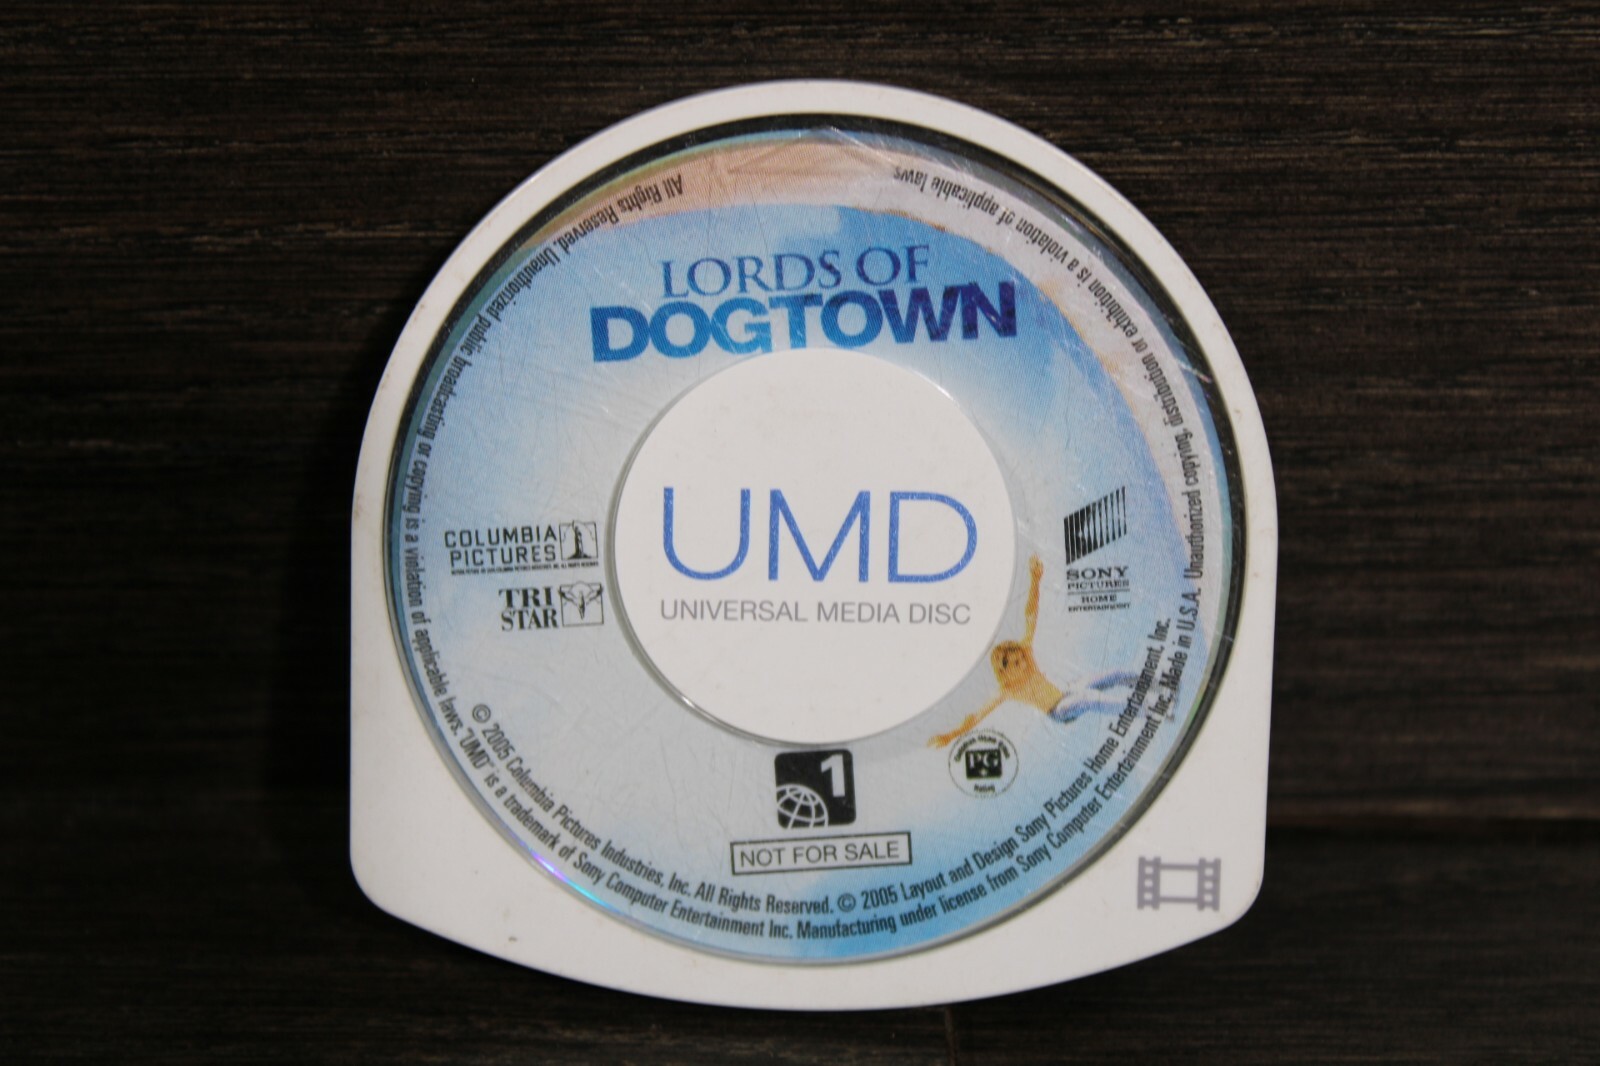 LORDS OF
DOGTOWN
UMD
UNIVERSAL MEDIA DISC
COLUMBIA
PICTURES
TRI
STAR
SONY
PICTURES
HOME
ENTERTAINMENT
PG
1
NOT FOR SALE
© 2005 Columbia Pictures Industries, Inc. All Rights Reserved. © 2005 Layout and Design Sony Pictures Home Entertainment, Inc.
All Rights Reserved. Unauthorized public broadcasting or copying is a violation of applicable laws. "UMD" is a trademark of Sony Computer Entertainment Inc. Manufacturing under license from Sony Computer Entertainment Inc. Made in U.S.A. Unauthorized copying, distribution or exhibition is a violation of applicable laws